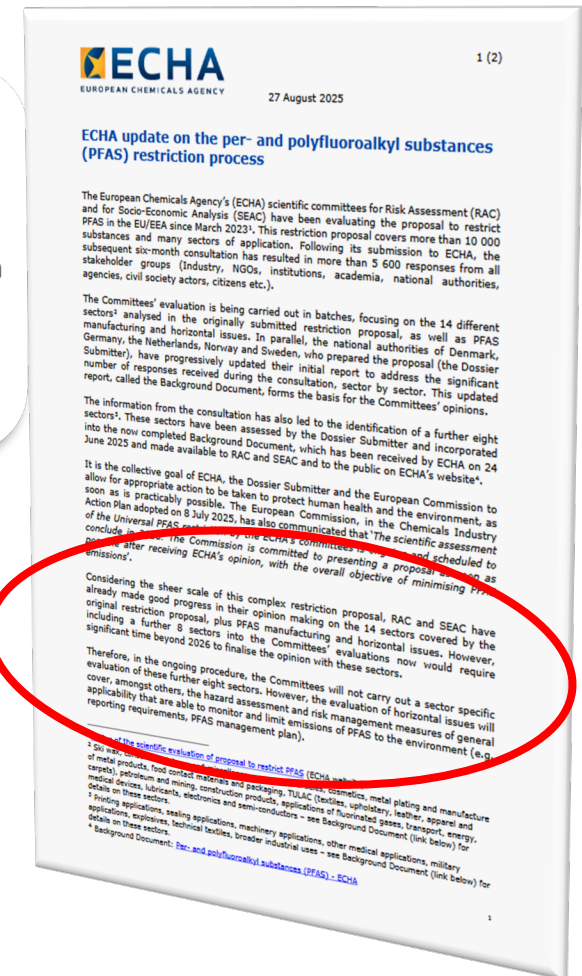 ECHA
EUROPEAN CHEMICALS AGENCY
1 (2)
27 August 2025
ECHA update on the per- and polyfluoroalkyl substances
(PFAS) restriction process
The European Chemicals Agency's (ECHA) scientific committees for Risk Assessment (RAC)
and for Socio-Economic Analysis (SEAC) have been evaluating the proposal to restrict
PFAS in the EU/EEA since March 2023¹. This restriction proposal covers more than 10 000
substances and many sectors of application. Following its submission to ECHA, the
subsequent six-month consultation has resulted in more than 5 600 responses from all
stakeholder groups (Industry, NGOs, institutions, academia, national authorities,
agencies, civil society actors, citizens etc.).
The Committees' evaluation is being carried out in batches, focusing on the 14 different
sectors² analysed in the originally submitted restriction proposal, as well as PFAS
manufacturing and horizontal issues. In parallel, the national authorities of Denmark,
Germany, the Netherlands, Norway and Sweden, who prepared the proposal (the Dossier
Submitter), have progressively updated their initial report to address the significant
number of responses received during the consultation, sector by sector. This updated
report, called the Background Document, forms the basis for the Committees' opinions.
The information from the consultation has also led to the identification of a further eight
sectors³. These sectors have been assessed by the Dossier Submitter and incorporated
into the now completed Background Document, which has been received by ECHA on 24
June 2025 and made available to RAC and SEAC and to the public on ECHA's website⁴.
It is the collective goal of ECHA, the Dossier Submitter and the European Commission to
allow for appropriate action to be taken to protect human health and the environment, as
soon as is practicably possible. The European Commission, in the Chemicals Industry
Action Plan adopted on 8 July 2025, has also communicated that 'The scientific assessment
of the Universal PFAS by the ECHA's committees is and scheduled to
conclude in The Commission is committed to presenting a proposal as soon as
after receiving ECHA's opinion, with the overall objective of minimising PFAS
emissions'.
Considering the sheer scale of this complex restriction proposal, RAC and SEAC have
already made good progress in their opinion making on the 14 sectors covered by the
original restriction proposal, plus PFAS manufacturing and horizontal issues. However,
including a further 8 sectors into the Committees' evaluations now would require
significant time beyond 2026 to finalise the opinion with these sectors.
Therefore, in the ongoing procedure, the Committees will not carry out a sector specific
evaluation of these further eight sectors. However, the evaluation of horizontal issues will
cover, amongst others, the hazard assessment and risk management measures of general
applicability that are able to monitor and limit emissions of PFAS to the environment (e.g.
reporting requirements, PFAS management plan).
of the scientific evaluation of proposal to restrict PFAS (ECHA
² Ski wax, cosmetics, metal plating and manufacture
of metal products, food contact materials and packaging, TULAC (textiles, upholstery, leather, apparel and
carpets), petroleum and mining, construction products, applications of fluorinated gases, transport, energy,
medical devices, lubricants, electronics and semi-conductors – see Background Document (link below) for
details on these sectors.
³ Printing applications, sealing applications, machinery applications, other medical applications, military
applications, explosives, technical textiles, broader industrial uses – see Background Document (link below) for
details on these sectors.
⁴ Background Document: Per- and polyfluoroalkyl substances (PFAS) - ECHA
1